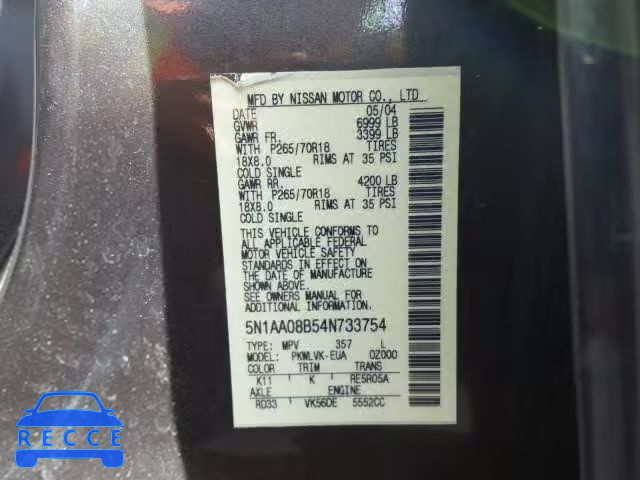 MFD BY NISSAN MOTOR CO., LTD
DATE 05/04
GVWR 6999 LB
GAWR FR. 3399 LB
WITH P265/70R18 TIRES
18X8.0 RIMS AT 35 PSI
COLD SINGLE
GAWR RR. 4200 LB
WITH P265/70R18 TIRES
18X8.0 RIMS AT 35 PSI
COLD SINGLE
THIS VEHICLE CONFORMS TO
ALL APPLICABLE FEDERAL
MOTOR VEHICLE SAFETY
STANDARDS IN EFFECT ON
THE DATE OF MANUFACTURE
SHOWN ABOVE.
SEE OWNERS MANUAL FOR
ADDITIONAL INFORMATION.
5N1AA08B54N733754
TYPE: MPV 357 L
MODEL: PKWLVK-EUA 0Z000
COLOR TRIM TRANS
K11 K RE5R05A
AXLE ENGINE
RD33 VK56DE 5552CC
RECCE